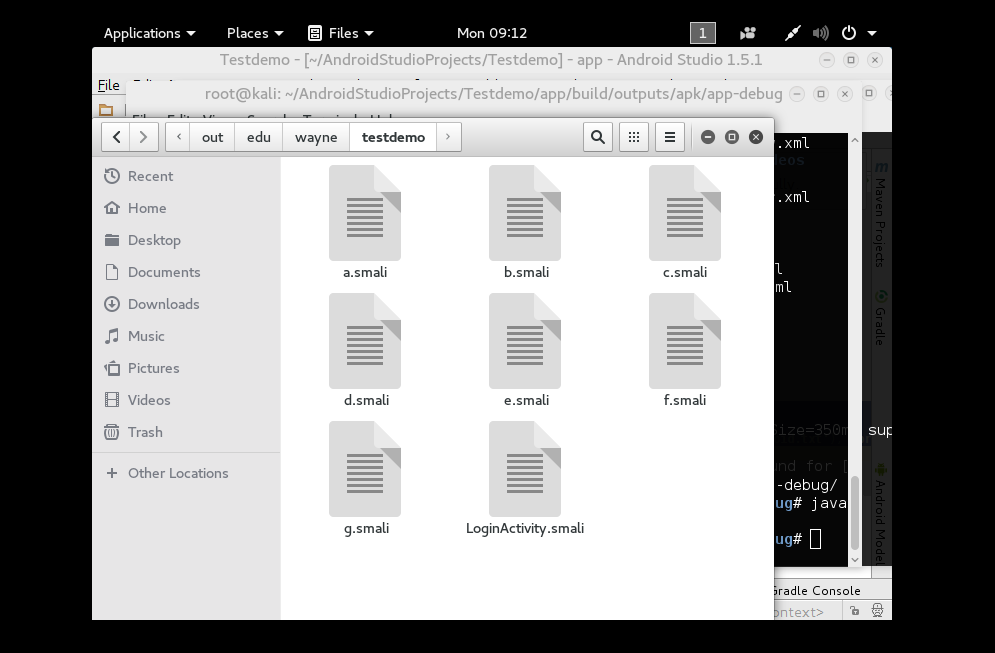 Applications Places Files Mon 09:12 1
Testdemo - [~/AndroidStudioProjects/Testdemo] - app - Android Studio 1.5.1
File
root@kali: ~/AndroidStudioProjects/Testdemo/app/build/outputs/apk/app-debug
out edu wayne testdemo
Recent
Home
Desktop
Documents
Downloads
Music
Pictures
Videos
Trash
+ Other Locations
a.smali b.smali c.smali
d.smali e.smali f.smali
g.smali LoginActivity.smali
.xml
deos
.xml
l
ml
Size=350m sup
und for [
-debug/
ug# java
ug#
Maven Projects
Gradle
Android Model
Gradle Console
ontext>